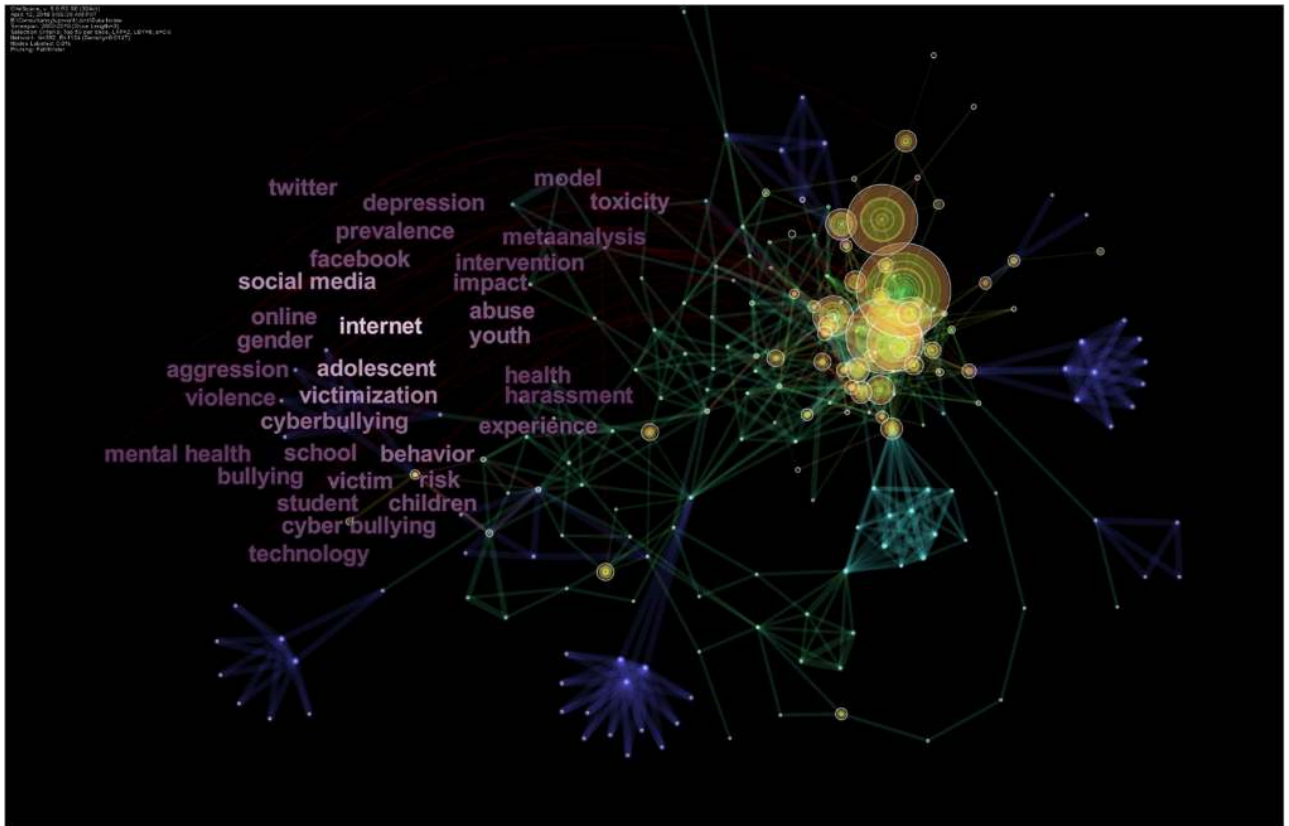 twitter
model
depression
toxicity
prevalence
metaanalysis
facebook
intervention
social media
impact
online
abuse
internet
gender
youth
aggression
adolescent
health
violence
victimization
harassment
cyberbullying
experience
mental health
school
behavior
bullying
victim
risk
student
children
cyber bullying
technology